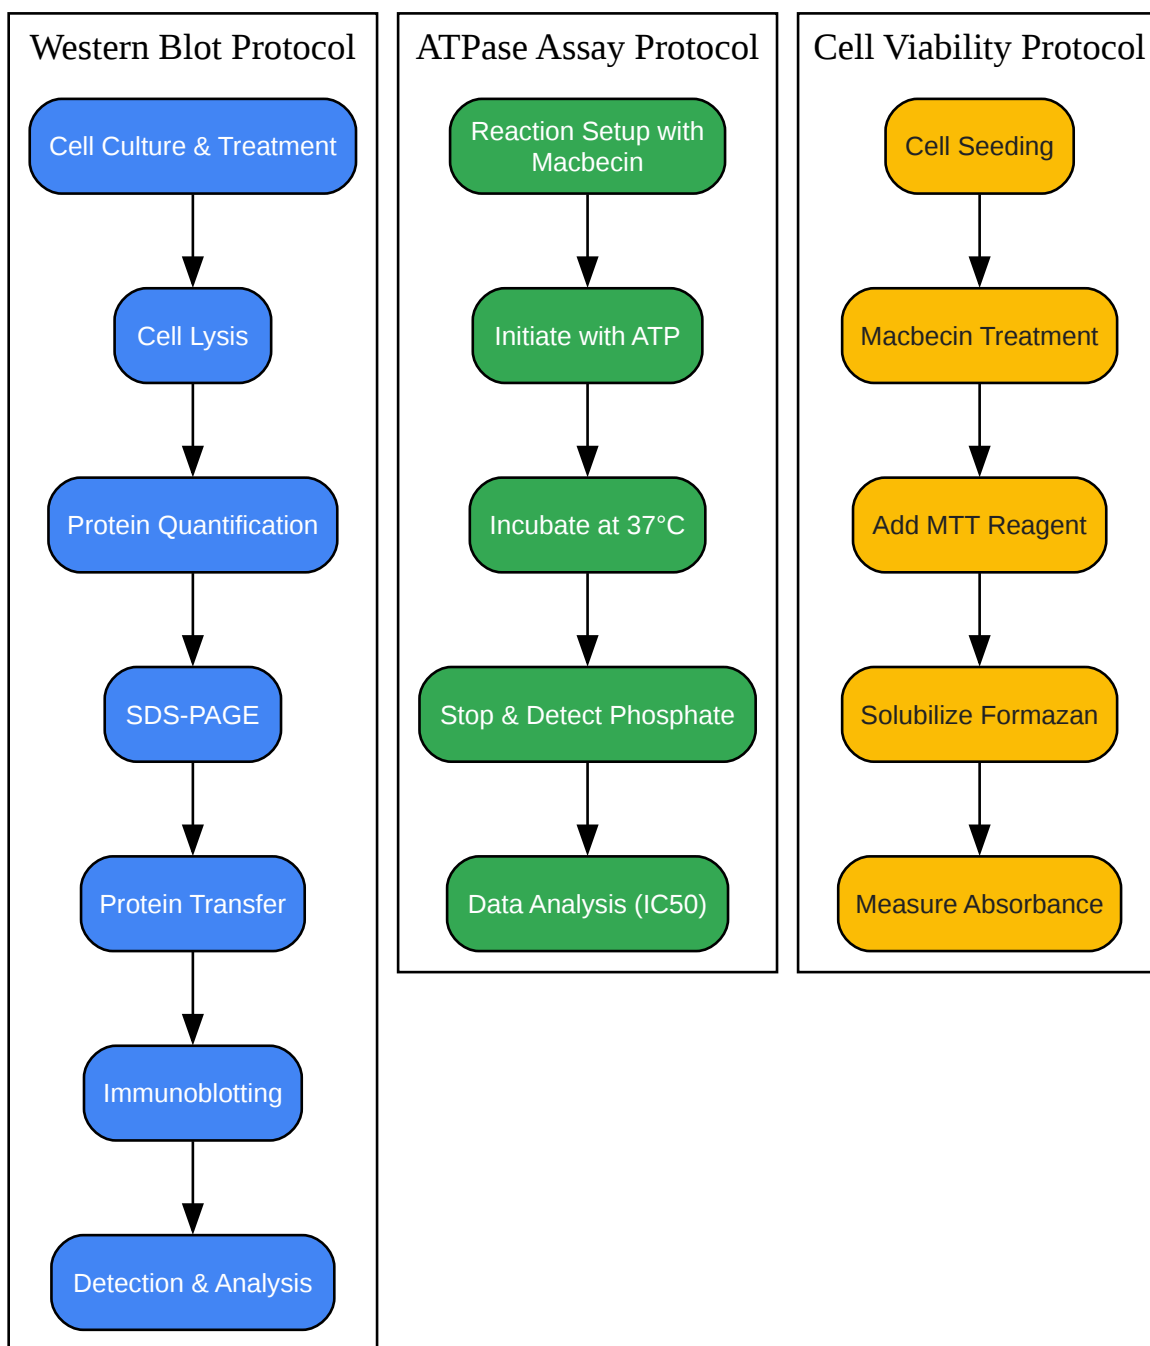 Western Blot Protocol
Cell Culture & Treatment
Cell Lysis
Protein Quantification
SDS-PAGE
Protein Transfer
Immunoblotting
Detection & Analysis
ATPase Assay Protocol
Reaction Setup with
Macbecin
Initiate with ATP
Incubate at 37°C
Stop & Detect Phosphate
Data Analysis (IC50)
Cell Viability Protocol
Cell Seeding
Macbecin Treatment
Add MTT Reagent
Solubilize Formazan
Measure Absorbance